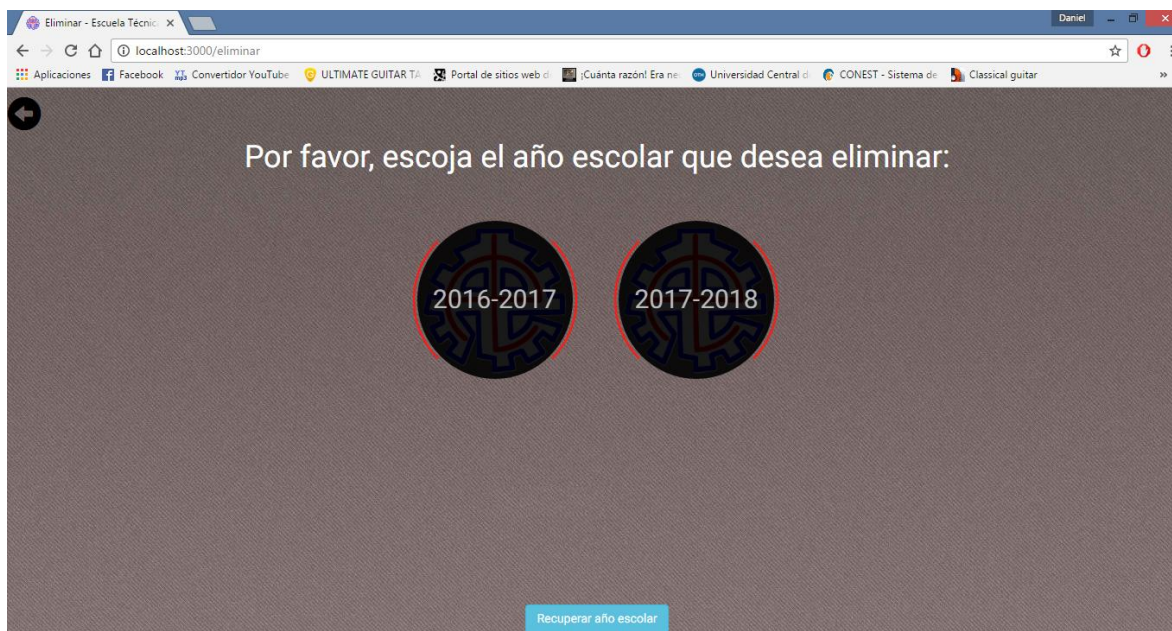 Eliminar - Escuela Técnic
Daniel
localhost:3000/eliminar
Aplicaciones Facebook Convertidor YouTube ULTIMATE GUITAR TA Portal de sitios web d ¡Cuánta razón! Era ne Universidad Central d CONEST - Sistema de Classical guitar »
Por favor, escoja el año escolar que desea eliminar:
2016-2017 2017-2018
Recuperar año escolar